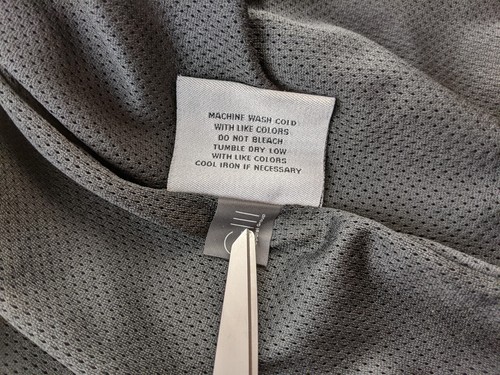 MACHINE WASH COLD
WITH LIKE COLORS
DO NOT BLEACH
TUMBLE DRY LOW
WITH LIKE COLORS
COOL IRON IF NECESSARY